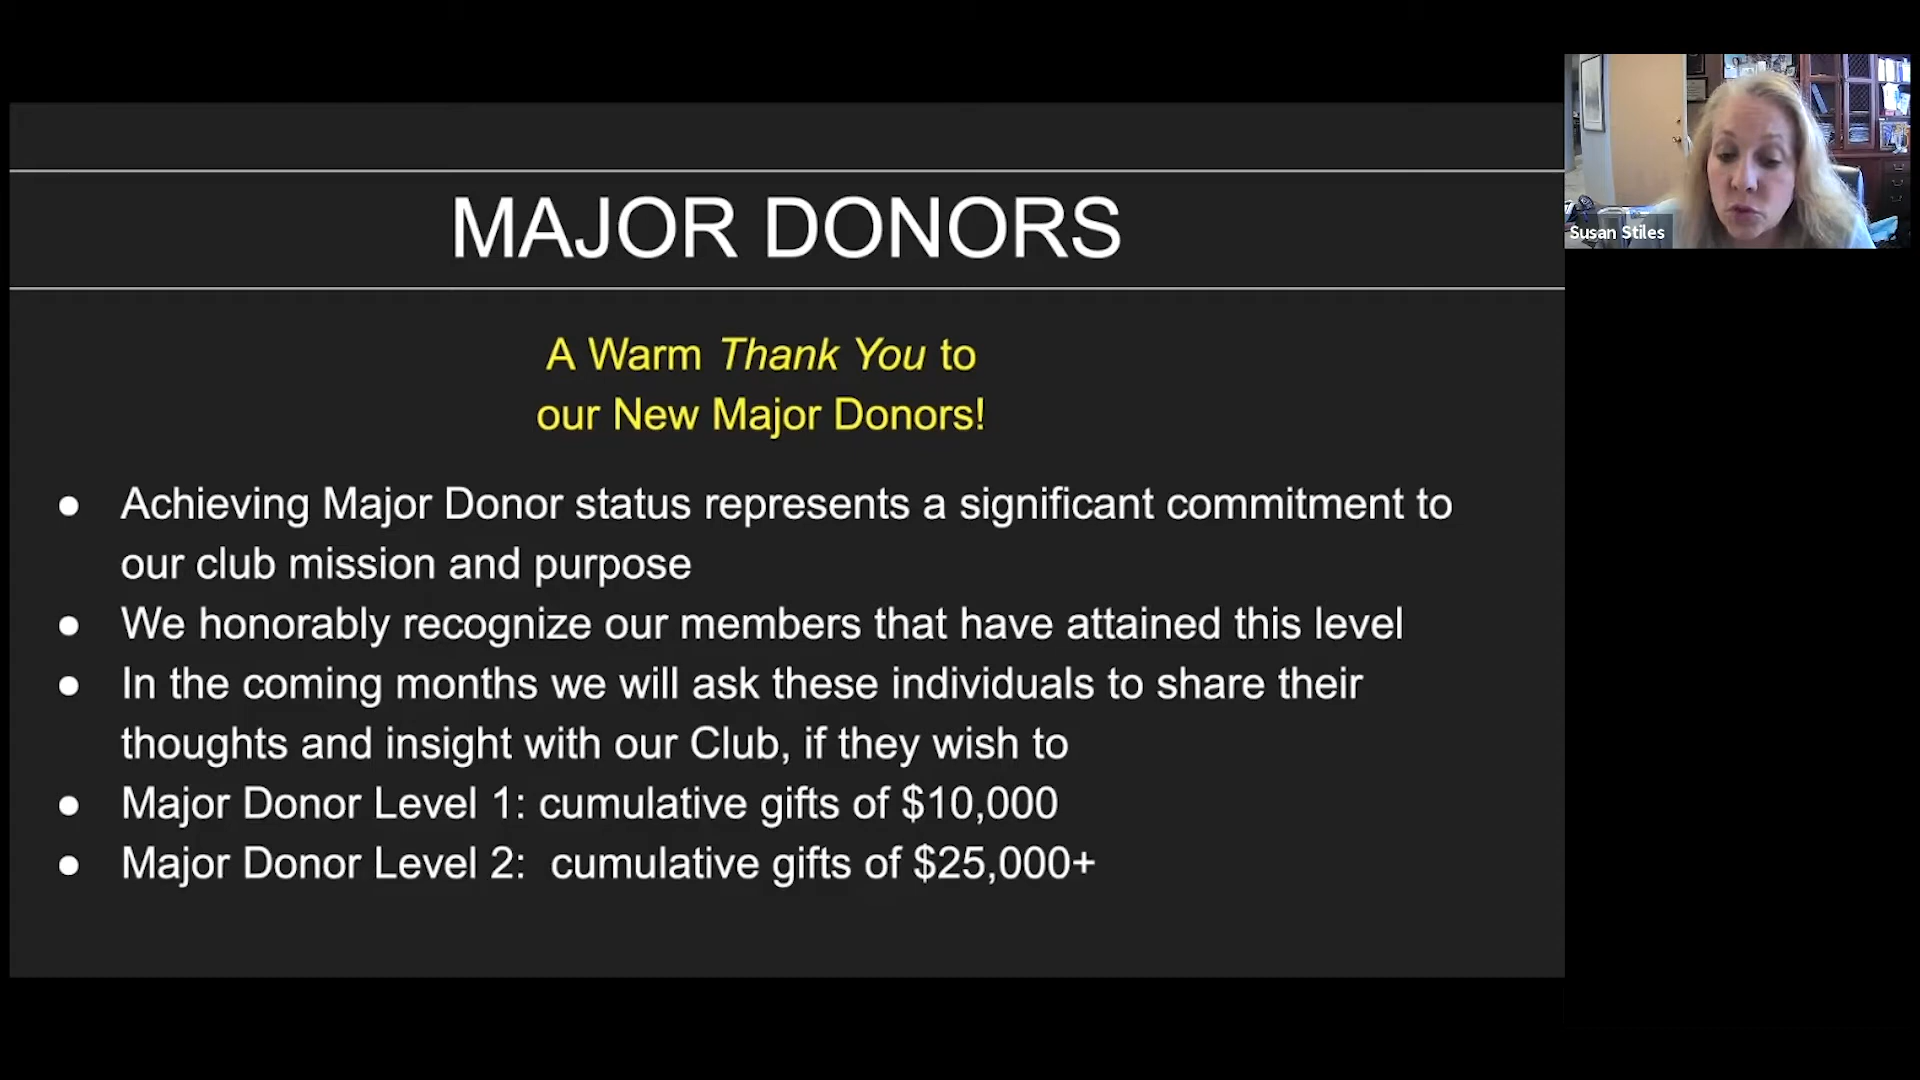 MAJOR DONORS
A Warm Thank You to
our New Major Donors!
● Achieving Major Donor status represents a significant commitment to
our club mission and purpose
● We honorably recognize our members that have attained this level
● In the coming months we will ask these individuals to share their
thoughts and insight with our Club, if they wish to
● Major Donor Level 1: cumulative gifts of $10,000
● Major Donor Level 2:  cumulative gifts of $25,000+
Susan Stiles